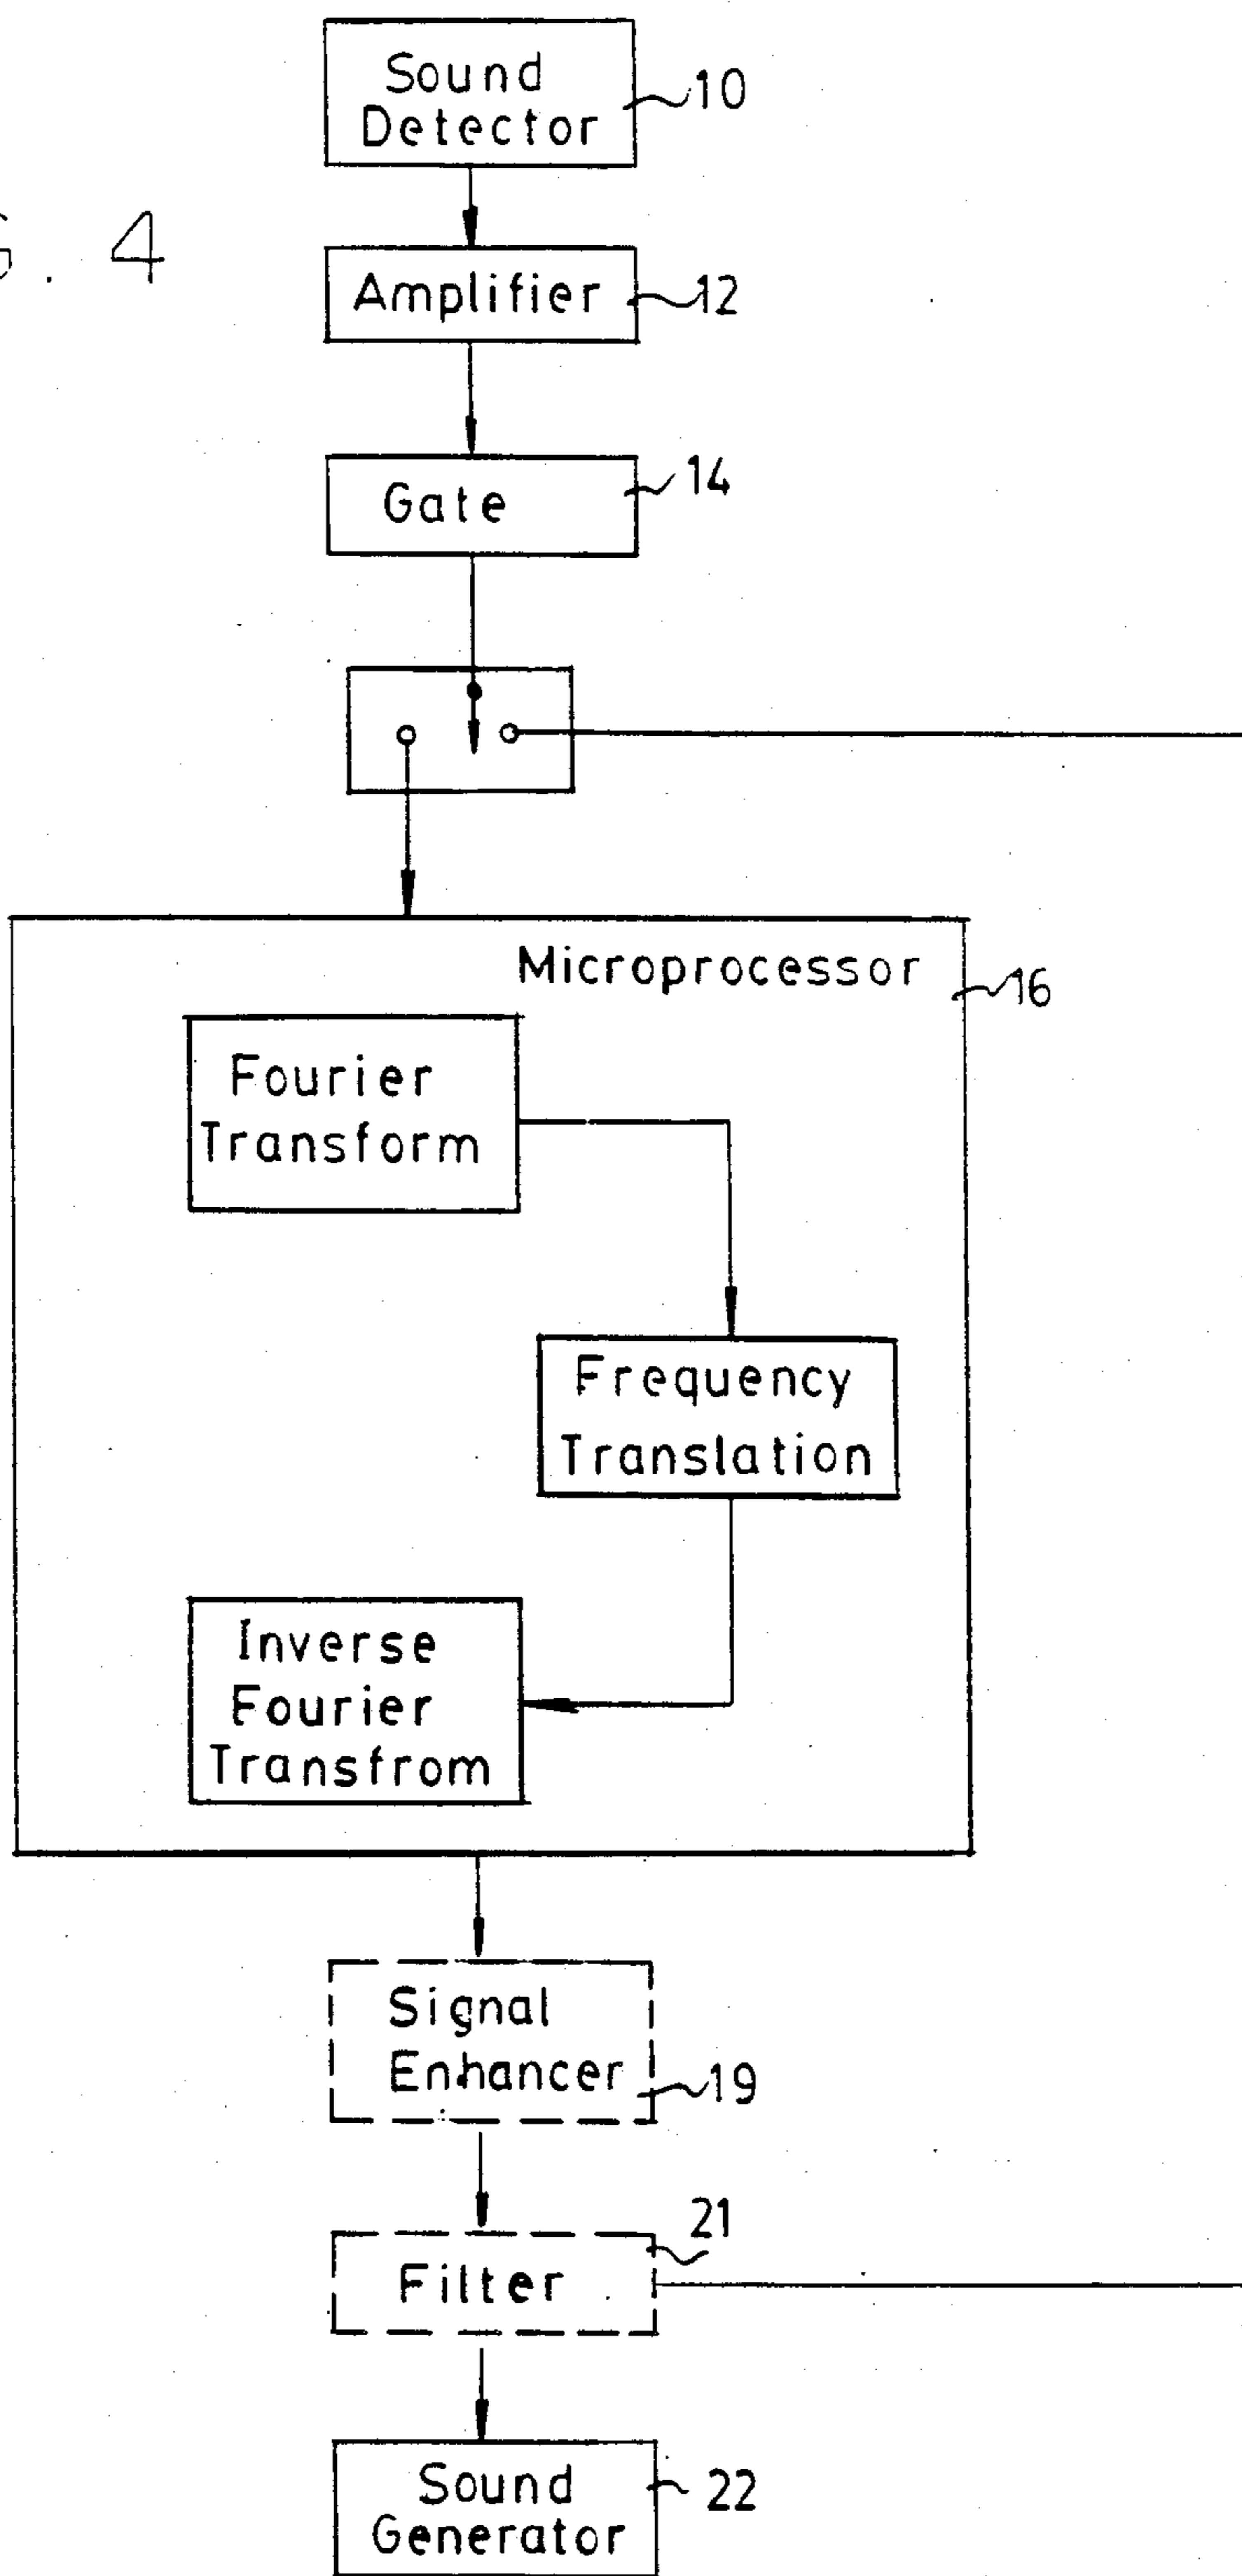 Sound
Detector
10
G. 4
Amplifier
12
Gate
14
Microprocessor
16
Fourier
Transform
Frequency
Translation
Inverse
Fourier
Transfrom
Signal
Enhancer
19
21
Filter
Sound
Generator
22